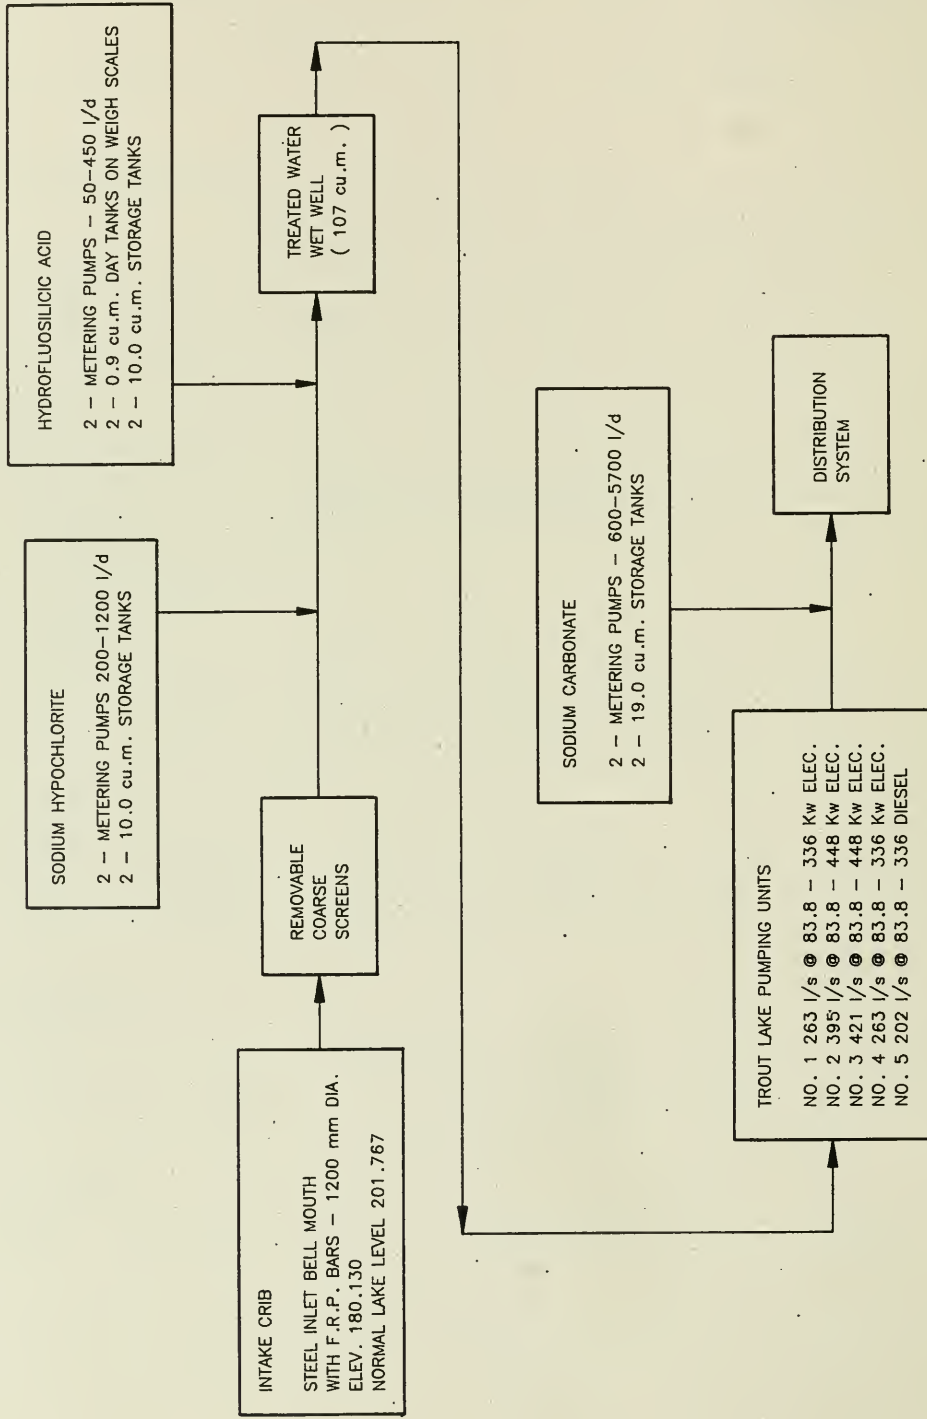 INTAKE CRIB
STEEL INLET BELL MOUTH
WITH F.R.P. BARS – 1200 mm DIA.
ELEV. 180.130
NORMAL LAKE LEVEL 201.767
REMOVABLE
COARSE
SCREENS
SODIUM HYPOCHLORITE
2 – METERING PUMPS 200–1200 l/d
2 – 10.0 cu.m. STORAGE TANKS
HYDROFLUOSILICIC ACID
2 – METERING PUMPS – 50–450 l/d
2 – 0.9 cu.m. DAY TANKS ON WEIGH SCALES
2 – 10.0 cu.m. STORAGE TANKS
TREATED WATER
WET WELL
( 107 cu.m. )
TROUT LAKE PUMPING UNITS
NO. 1 263 l/s @ 83.8 – 336 Kw ELEC.
NO. 2 395 l/s @ 83.8 – 448 Kw ELEC.
NO. 3 421 l/s @ 83.8 – 448 Kw ELEC.
NO. 4 263 l/s @ 83.8 – 336 Kw ELEC.
NO. 5 202 l/s @ 83.8 – 336 DIESEL
SODIUM CARBONATE
2 – METERING PUMPS – 600–5700 l/d
2 – 19.0 cu.m. STORAGE TANKS
DISTRIBUTION
SYSTEM